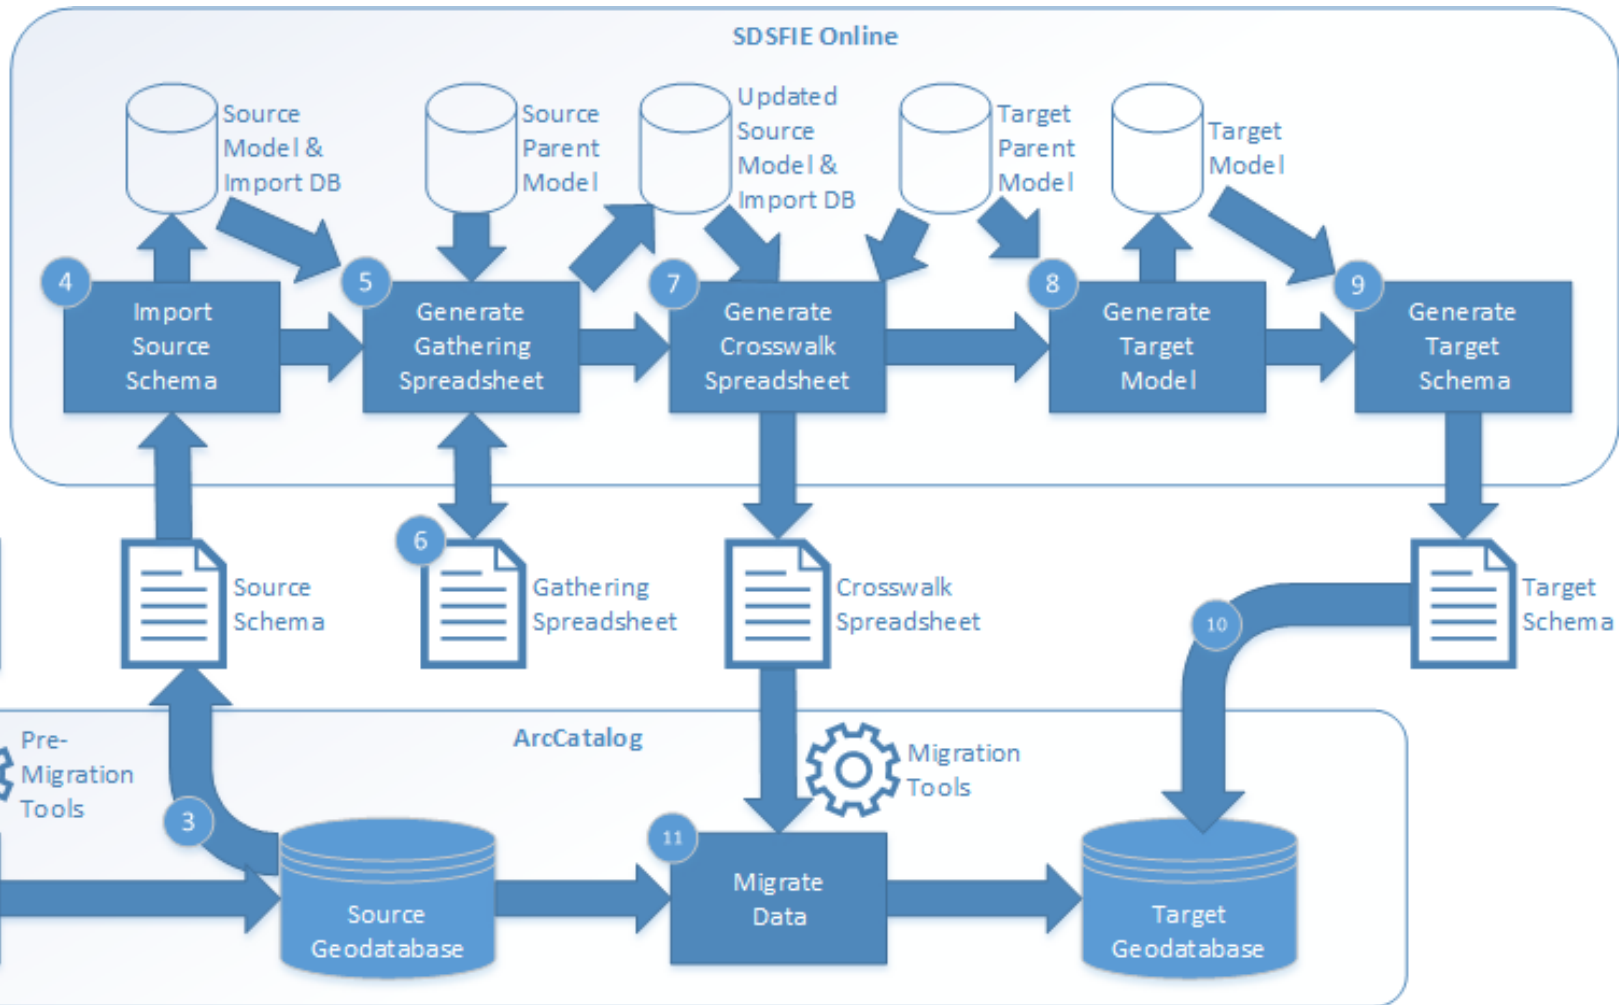 SDSFIE Online
Source
Model &
Import DB
Source
Parent
Model
Updated
Source
Model &
Import DB
Target
Parent
Model
Target
Model
4
Import
Source
Schema
5
Generate
Gathering
Spreadsheet
7
Generate
Crosswalk
Spreadsheet
8
Generate
Target
Model
9
Generate
Target
Schema
Source
Schema
6
Gathering
Spreadsheet
Crosswalk
Spreadsheet
10
Target
Schema
ArcCatalog
Pre-
Migration
Tools
3
Migration
Tools
Source
Geodatabase
11
Migrate
Data
Target
Geodatabase